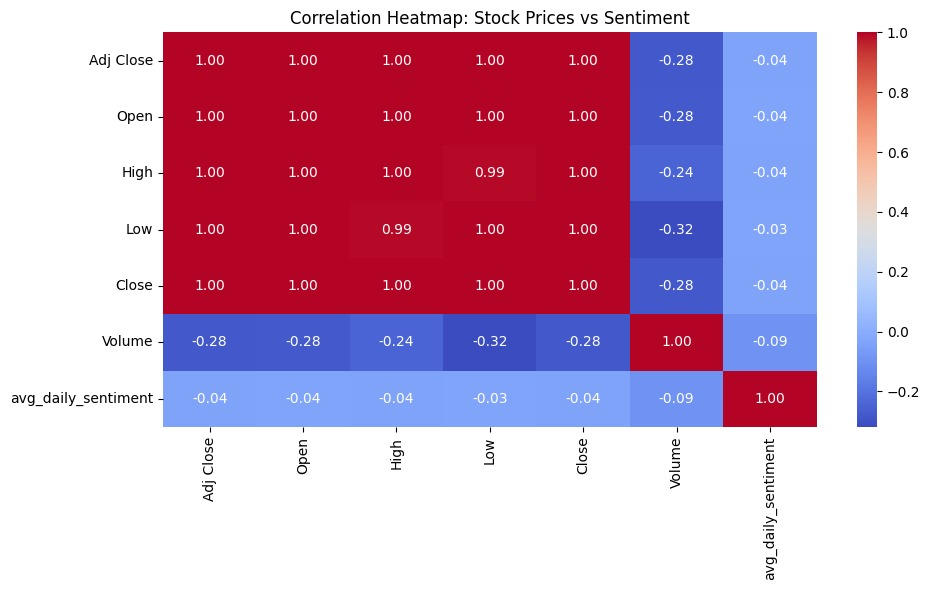 Correlation Heatmap: Stock Prices vs Sentiment
Adj Close 1.00 1.00 1.00 1.00 1.00 -0.28 -0.04
Open 1.00 1.00 1.00 1.00 1.00 -0.28 -0.04
High 1.00 1.00 1.00 0.99 1.00 -0.24 -0.04
Low 1.00 1.00 0.99 1.00 1.00 -0.32 -0.03
Close 1.00 1.00 1.00 1.00 1.00 -0.28 -0.04
Volume -0.28 -0.28 -0.24 -0.32 -0.28 1.00 -0.09
avg_daily_sentiment -0.04 -0.04 -0.04 -0.03 -0.04 -0.09 1.00
Adj Close Open High Low Close Volume avg_daily_sentiment
1.0
0.8
0.6
0.4
0.2
0.0
−0.2